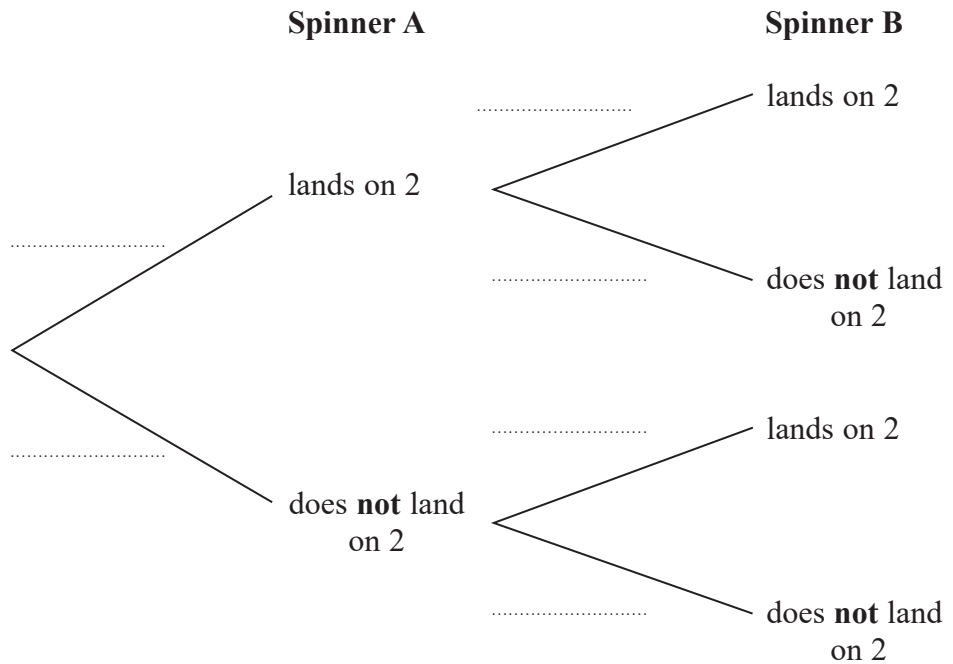 Spinner A
Spinner B
lands on 2
lands on 2
does not land
on 2
lands on 2
does not land
on 2
does not land
on 2